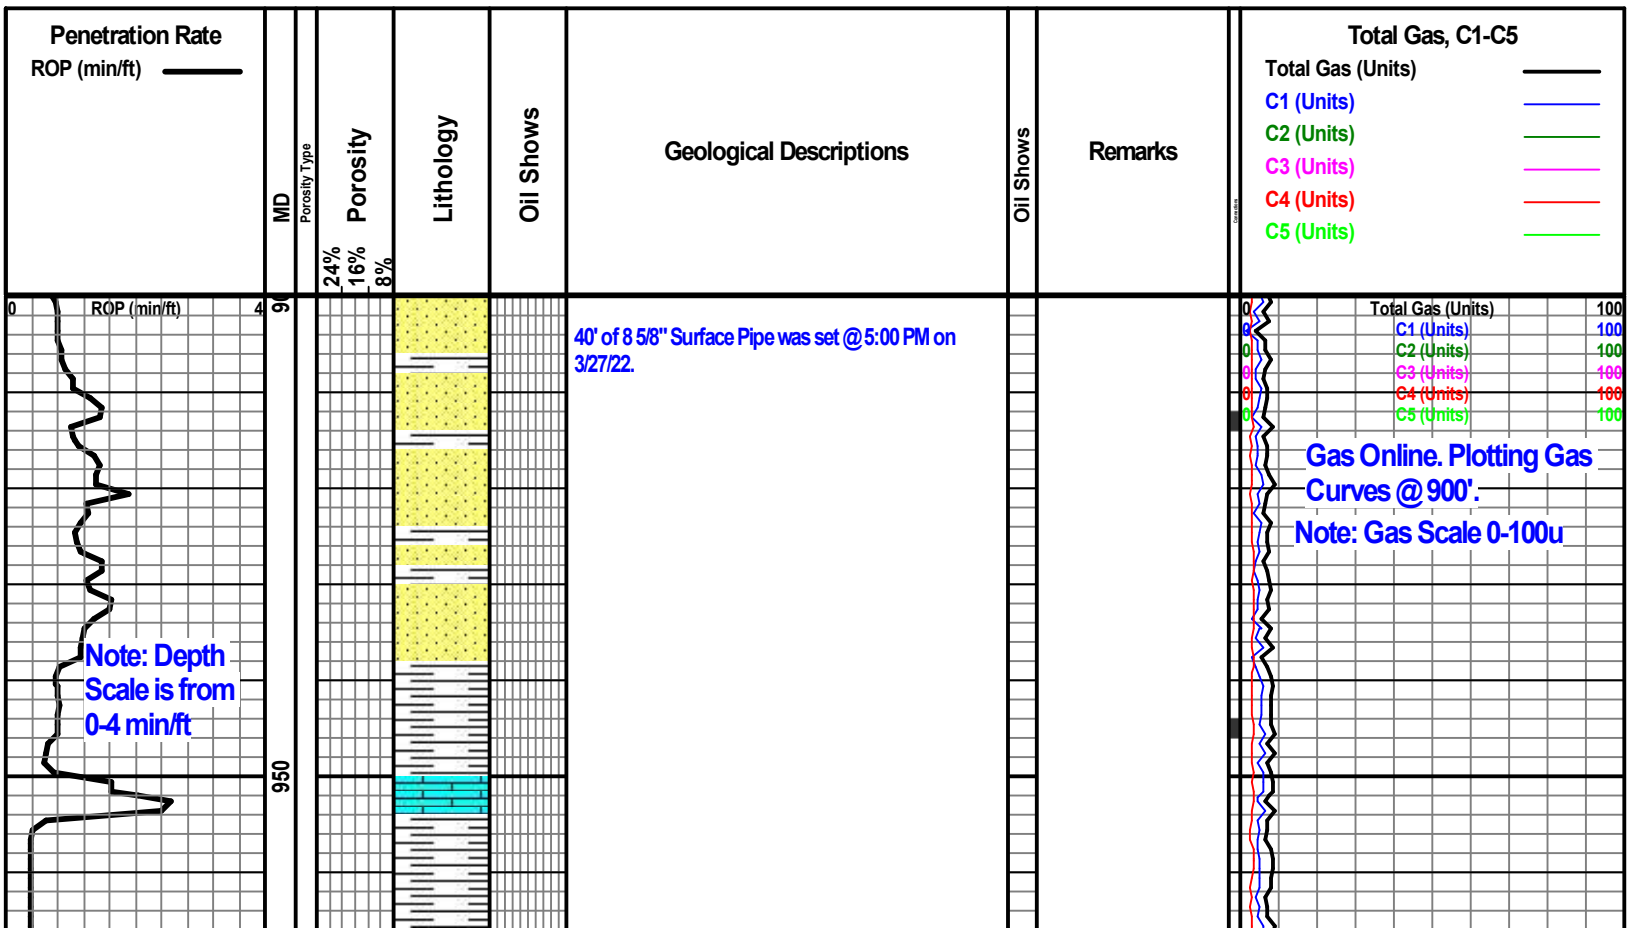 Penetration Rate
ROP (min/ft)
MD
Porosity Type
Porosity
24%
16%
8%
Lithology
Oil Shows
Geological Descriptions
Oil Shows
Remarks
Total Gas, C1-C5
Total Gas (Units)
C1 (Units)
C2 (Units)
C3 (Units)
C4 (Units)
C5 (Units)
0 ROP (min/ft) 4
40' of 8 5/8" Surface Pipe was set @ 5:00 PM on
3/27/22.
0 Total Gas (Units) 100
0 C1 (Units) 100
0 C2 (Units) 100
0 C3 (Units) 100
0 C4 (Units) 100
0 C5 (Units) 100
Gas Online. Plotting Gas
Curves @ 900'.
Note: Gas Scale 0-100u
Note: Depth
Scale is from
0-4 min/ft
950